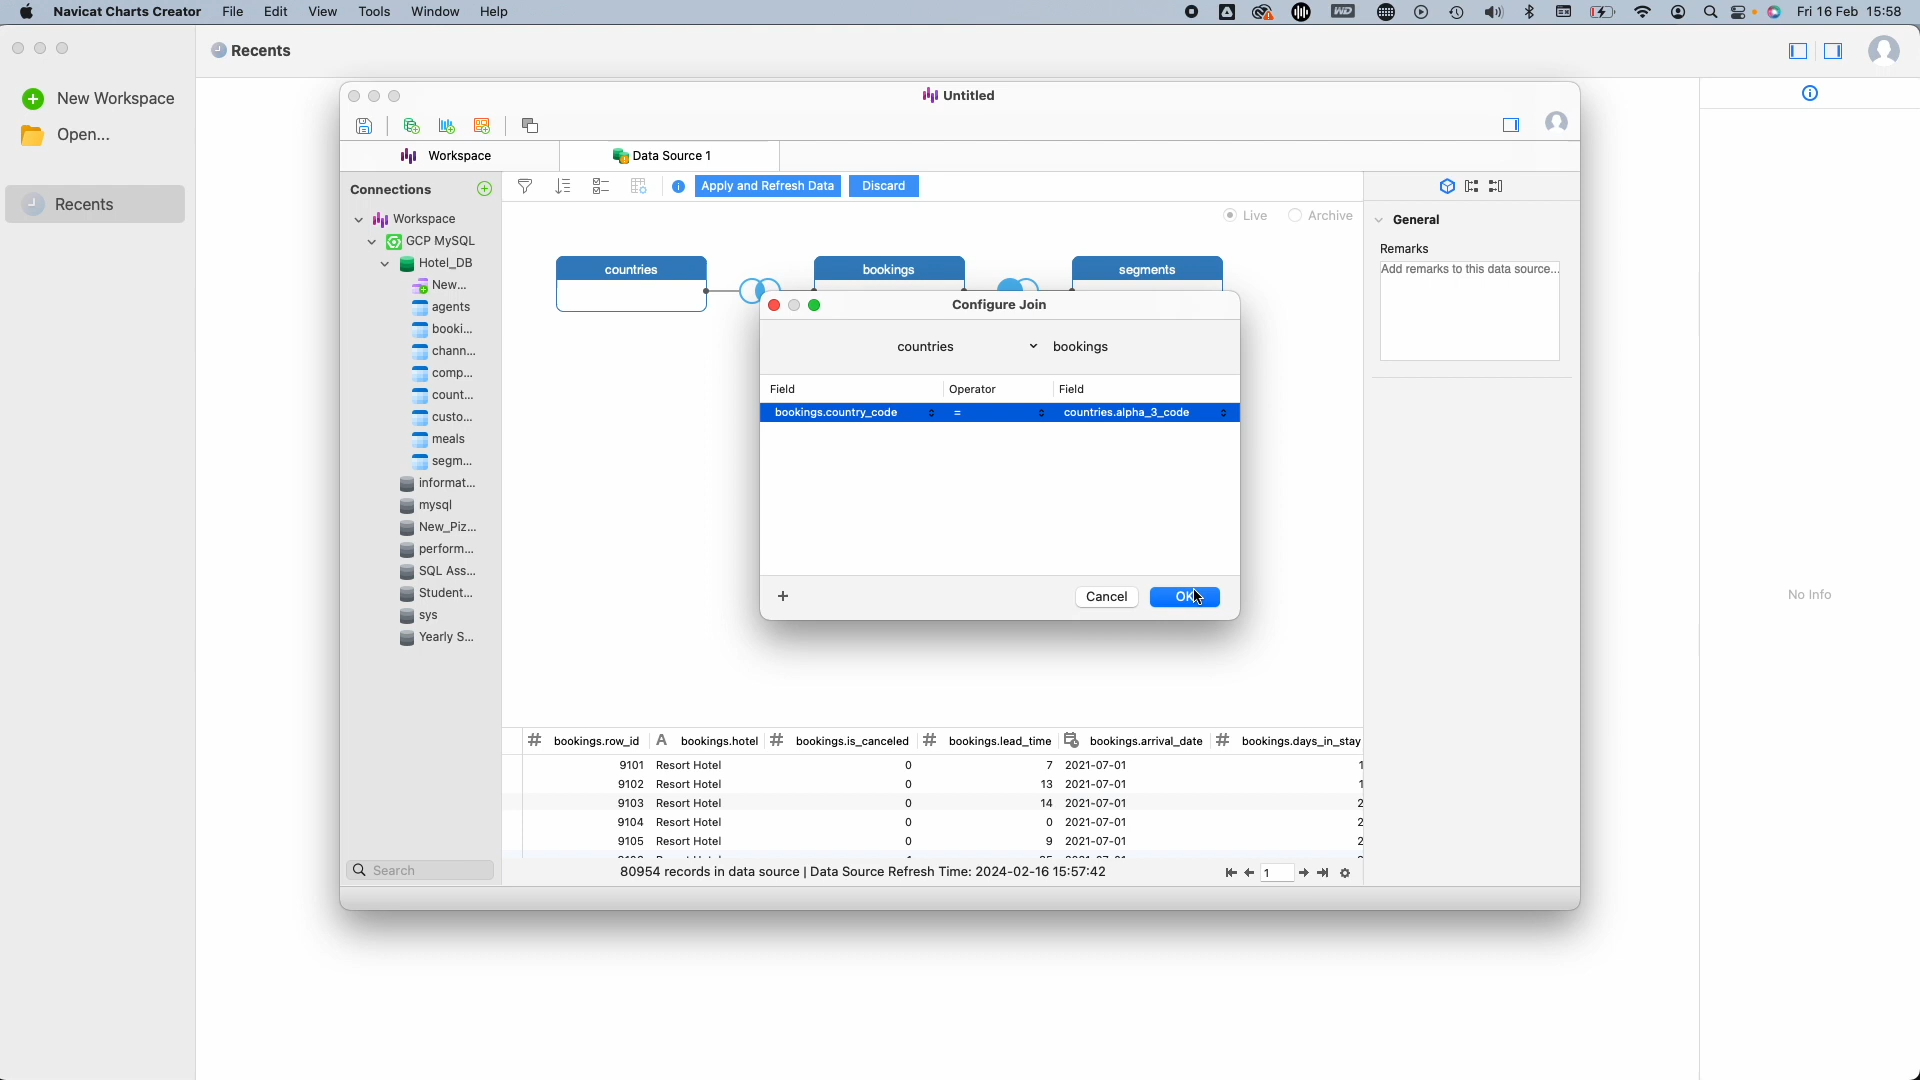 Navicat Charts Creator File Edit View Tools Window Help
WD
Fri 16 Feb 15:58
Recents
New Workspace
Open...
Recents
Untitled
Workspace
Data Source 1
Connections
Workspace
GCP MySQL
Hotel_DB
New...
agents
booki...
chann...
comp...
count...
custo...
meals
segm...
informat...
mysql
New_Piz...
perform...
SQL Ass...
Student...
sys
Yearly S...
Search
Apply and Refresh Data
Discard
Live
Archive
countries
bookings
segments
Configure Join
countries
bookings
Field
Operator
Field
bookings.country_code
=
countries.alpha_3_code
+
Cancel
OK
# bookings.row_id A bookings.hotel # bookings.is_canceled # bookings.lead_time bookings.arrival_date # bookings.days_in_stay
9101 Resort Hotel 0 7 2021-07-01 1
9102 Resort Hotel 0 13 2021-07-01 1
9103 Resort Hotel 0 14 2021-07-01 2
9104 Resort Hotel 0 0 2021-07-01 2
9105 Resort Hotel 0 9 2021-07-01 2
80954 records in data source | Data Source Refresh Time: 2024-02-16 15:57:42
1
General
Remarks
Add remarks to this data source...
No Info